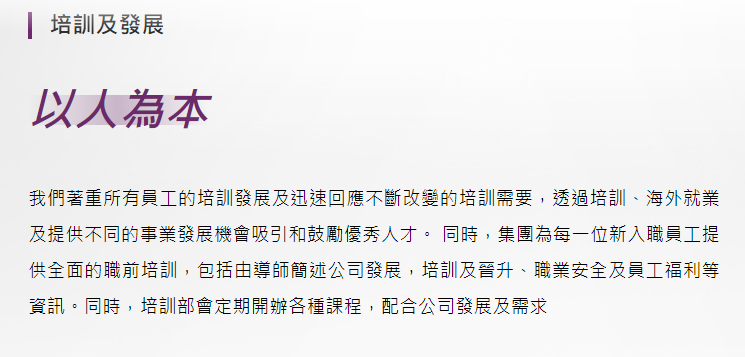 培訓及發展
以人為本
我們著重所有員工的培訓發展及迅速回應不斷改變的培訓需要，透過培訓、海外就業
及提供不同的事業發展機會吸引和鼓勵優秀人才。 同時，集團為每一位新入職員工提
供全面的職前培訓，包括由導師簡述公司發展，培訓及晉升、職業安全及員工福利等
資訊。同時，培訓部會定期開辦各種課程，配合公司發展及需求